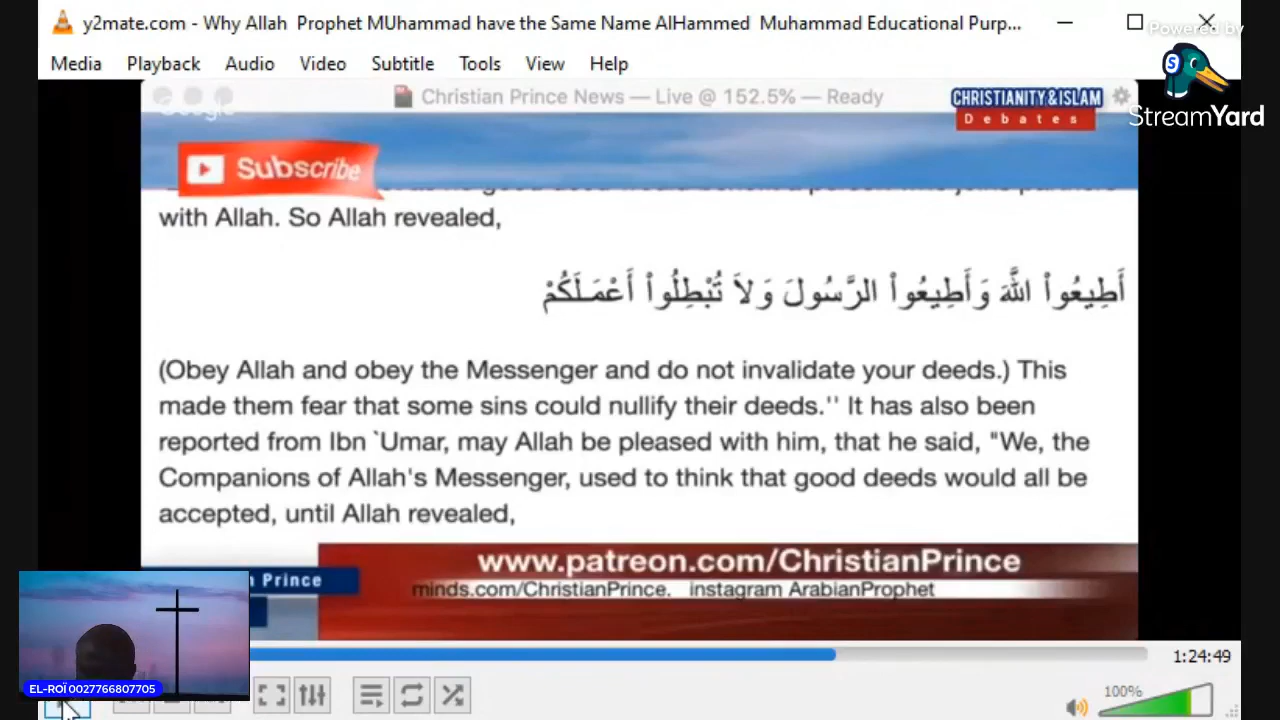 y2mate.com - Why Allah Prophet MUhammad have the Same Name AlHammed Muhammad Educational Purp...
Powered by
StreamYard
Media Playback Audio Video Subtitle Tools View Help
Christian Prince News — Live @ 152.5% — Ready
CHRISTIANITY & ISLAM
Debates
Google
Subscribe
with Allah. So Allah revealed,
أَطِيعُواْ اللَّهَ وَأَطِيعُواْ الرَّسُولَ وَلاَ تُبْطِلُواْ أَعْمَـلَكُمْ
(Obey Allah and obey the Messenger and do not invalidate your deeds.) This
made them fear that some sins could nullify their deeds.'' It has also been
reported from Ibn `Umar, may Allah be pleased with him, that he said, "We, the
Companions of Allah's Messenger, used to think that good deeds would all be
accepted, until Allah revealed,
www.patreon.com/ChristianPrince
Prince
minds.com/ChristianPrince. instagram ArabianProphet
1:24:49
EL-ROÏ 0027766807705
100%